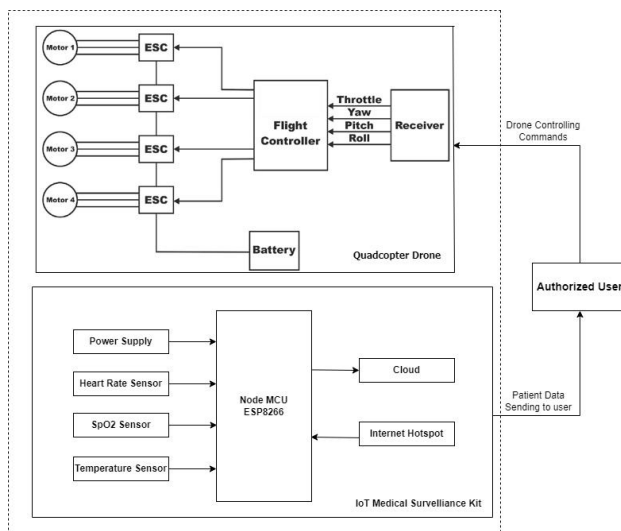 Motor 1
ESC
Motor 2
ESC
Motor 3
ESC
Motor 4
ESC
Flight
Controller
Throttle
Yaw
Pitch
Roll
Receiver
Battery
Quadcopter Drone
Drone Controlling
Commands
Authorized User
Patient Data
Sending to user
Power Supply
Heart Rate Sensor
SpO2 Sensor
Temperature Sensor
Node MCU
ESP8266
Cloud
Internet Hotspot
IoT Medical Survelliance Kit